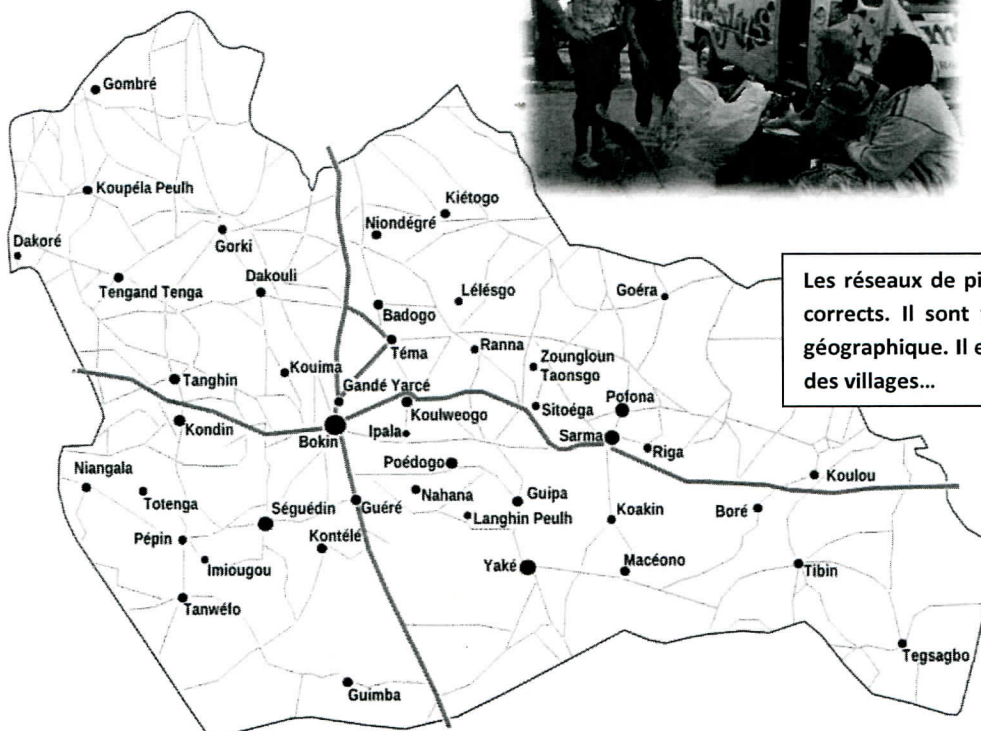 Gombré
Koupéla Peulh
Kiétogo
Niondégré
Gorki
Dakoré
Dakouli
Tengand Tenga
Lélésgo
Goéra
Badogo
Les réseaux de pi
corrects. Il sont
géographique. Il e
des villages...
Téma
Ranna
Zoungloun
Taonsgo
Kouima
Tanghin
Gandé Yarcé
Koulweogo
Sitoéga
Pofona
Kondin
Bokin
Ipala
Sarma
Riga
Poédogo
Niangala
Totenga
Nahana
Guipa
Koulou
Séguédin
Guéré
Langhin Peulh
Koakin
Boré
Pépin
Kontélé
Imiougou
Yaké
Macéono
Tibin
Tanwéfo
Tegsagbo
Guimba